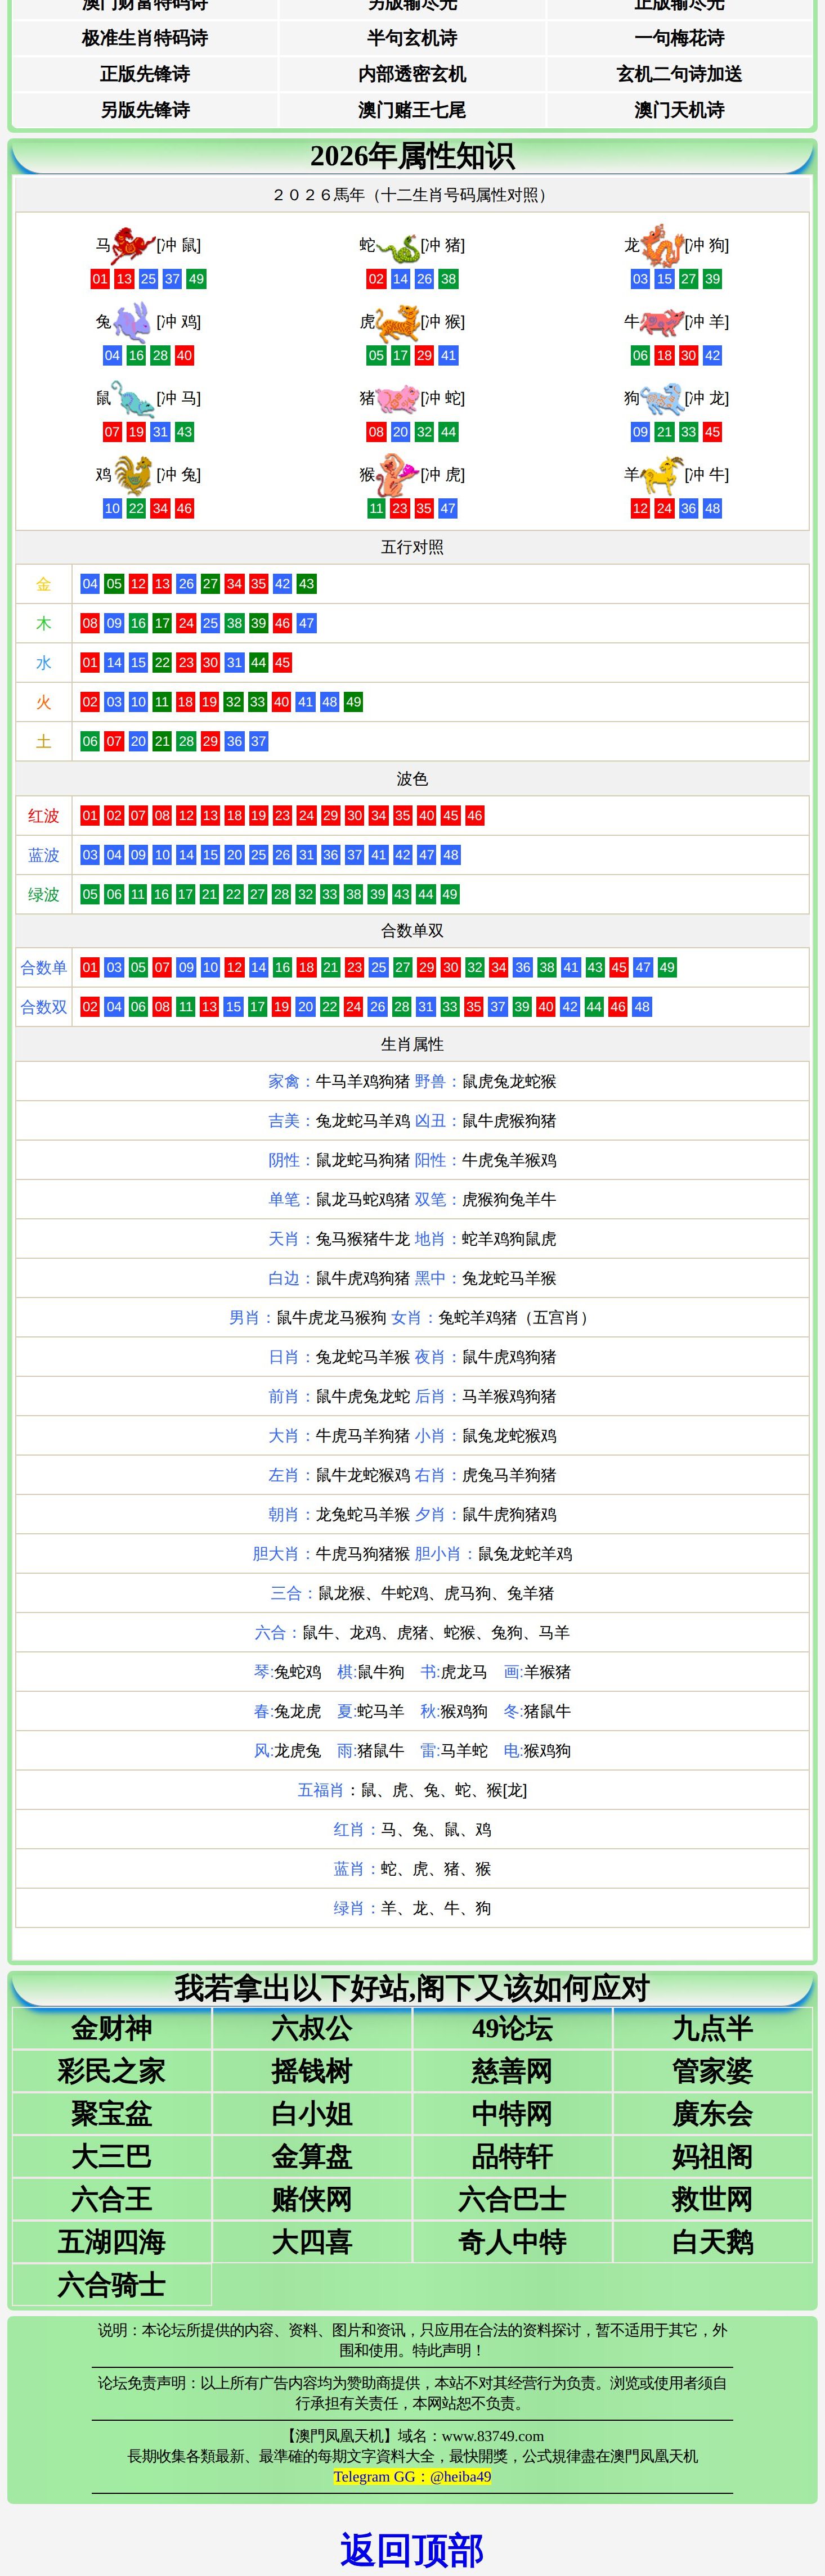 澳门财富特码诗 另版输尽光 正版输尽光
极准生肖特码诗 半句玄机诗 一句梅花诗
正版先锋诗 内部透密玄机 玄机二句诗加送
另版先锋诗 澳门赌王七尾 澳门天机诗
2026年属性知识
２０２６馬年（十二生肖号码属性对照）
马[冲 鼠] 蛇[冲 猪] 龙[冲 狗]
01 13 25 37 49 02 14 26 38 03 15 27 39
兔[冲 鸡] 虎[冲 猴] 牛[冲 羊]
04 16 28 40 05 17 29 41 06 18 30 42
鼠[冲 马] 猪[冲 蛇] 狗[冲 龙]
07 19 31 43 08 20 32 44 09 21 33 45
鸡[冲 兔] 猴[冲 虎] 羊[冲 牛]
10 22 34 46 11 23 35 47 12 24 36 48
五行对照
金 04 05 12 13 26 27 34 35 42 43
木 08 09 16 17 24 25 38 39 46 47
水 01 14 15 22 23 30 31 44 45
火 02 03 10 11 18 19 32 33 40 41 48 49
土 06 07 20 21 28 29 36 37
波色
红波 01 02 07 08 12 13 18 19 23 24 29 30 34 35 40 45 46
蓝波 03 04 09 10 14 15 20 25 26 31 36 37 41 42 47 48
绿波 05 06 11 16 17 21 22 27 28 32 33 38 39 43 44 49
合数单双
合数单 01 03 05 07 09 10 12 14 16 18 21 23 25 27 29 30 32 34 36 38 41 43 45 47 49
合数双 02 04 06 08 11 13 15 17 19 20 22 24 26 28 31 33 35 37 39 40 42 44 46 48
生肖属性
家禽：牛马羊鸡狗猪 野兽：鼠虎兔龙蛇猴
吉美：兔龙蛇马羊鸡 凶丑：鼠牛虎猴狗猪
阴性：鼠龙蛇马狗猪 阳性：牛虎兔羊猴鸡
单笔：鼠龙马蛇鸡猪 双笔：虎猴狗兔羊牛
天肖：兔马猴猪牛龙 地肖：蛇羊鸡狗鼠虎
白边：鼠牛虎鸡狗猪 黑中：兔龙蛇马羊猴
男肖：鼠牛虎龙马猴狗 女肖：兔蛇羊鸡猪（五宫肖）
日肖：兔龙蛇马羊猴 夜肖：鼠牛虎鸡狗猪
前肖：鼠牛虎兔龙蛇 后肖：马羊猴鸡狗猪
大肖：牛虎马羊狗猪 小肖：鼠兔龙蛇猴鸡
左肖：鼠牛龙蛇猴鸡 右肖：虎兔马羊狗猪
朝肖：龙兔蛇马羊猴 夕肖：鼠牛虎狗猪鸡
胆大肖：牛虎马狗猪猴 胆小肖：鼠兔龙蛇羊鸡
三合：鼠龙猴、牛蛇鸡、虎马狗、兔羊猪
六合：鼠牛、龙鸡、虎猪、蛇猴、兔狗、马羊
琴:兔蛇鸡 棋:鼠牛狗 书:虎龙马 画:羊猴猪
春:兔龙虎 夏:蛇马羊 秋:猴鸡狗 冬:猪鼠牛
风:龙虎兔 雨:猪鼠牛 雷:马羊蛇 电:猴鸡狗
五福肖：鼠、虎、兔、蛇、猴[龙]
红肖：马、兔、鼠、鸡
蓝肖：蛇、虎、猪、猴
绿肖：羊、龙、牛、狗
我若拿出以下好站,阁下又该如何应对
金财神 六叔公 49论坛 九点半
彩民之家 摇钱树 慈善网 管家婆
聚宝盆 白小姐 中特网 廣东会
大三巴 金算盘 品特轩 妈祖阁
六合王 赌侠网 六合巴士 救世网
五湖四海 大四喜 奇人中特 白天鹅
六合骑士
说明：本论坛所提供的内容、资料、图片和资讯，只应用在合法的资料探讨，暂不适用于其它，外
围和使用。特此声明！
论坛免责声明：以上所有广告内容均为赞助商提供，本站不对其经营行为负责。浏览或使用者须自
行承担有关责任，本网站恕不负责。
【澳門凤凰天机】域名：www.83749.com
長期收集各類最新、最準確的每期文字資料大全，最快開獎，公式規律盡在澳門凤凰天机
Telegram GG：@heiba49
返回顶部